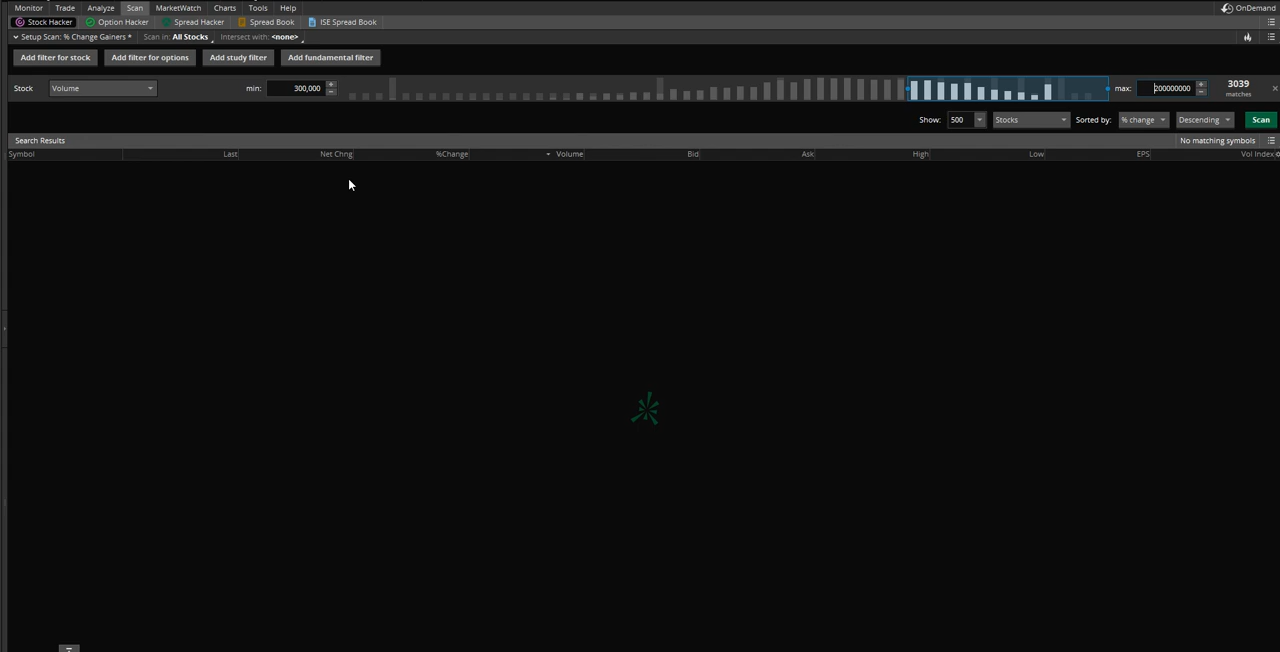 Monitor Trade Analyze Scan MarketWatch Charts Tools Help OnDemand
Stock Hacker Option Hacker Spread Hacker Spread Book ISE Spread Book
Setup Scan: % Change Gainers * Scan in: All Stocks Intersect with: <none>
Add filter for stock Add filter for options Add study filter Add fundamental filter
Stock Volume min: 300,000 max: 200000000 3039
matches
Show: 500 Stocks Sorted by: % change Descending Scan
Search Results No matching symbols
Symbol Last Net Chng %Change Volume Bid Ask High Low EPS Vol Index